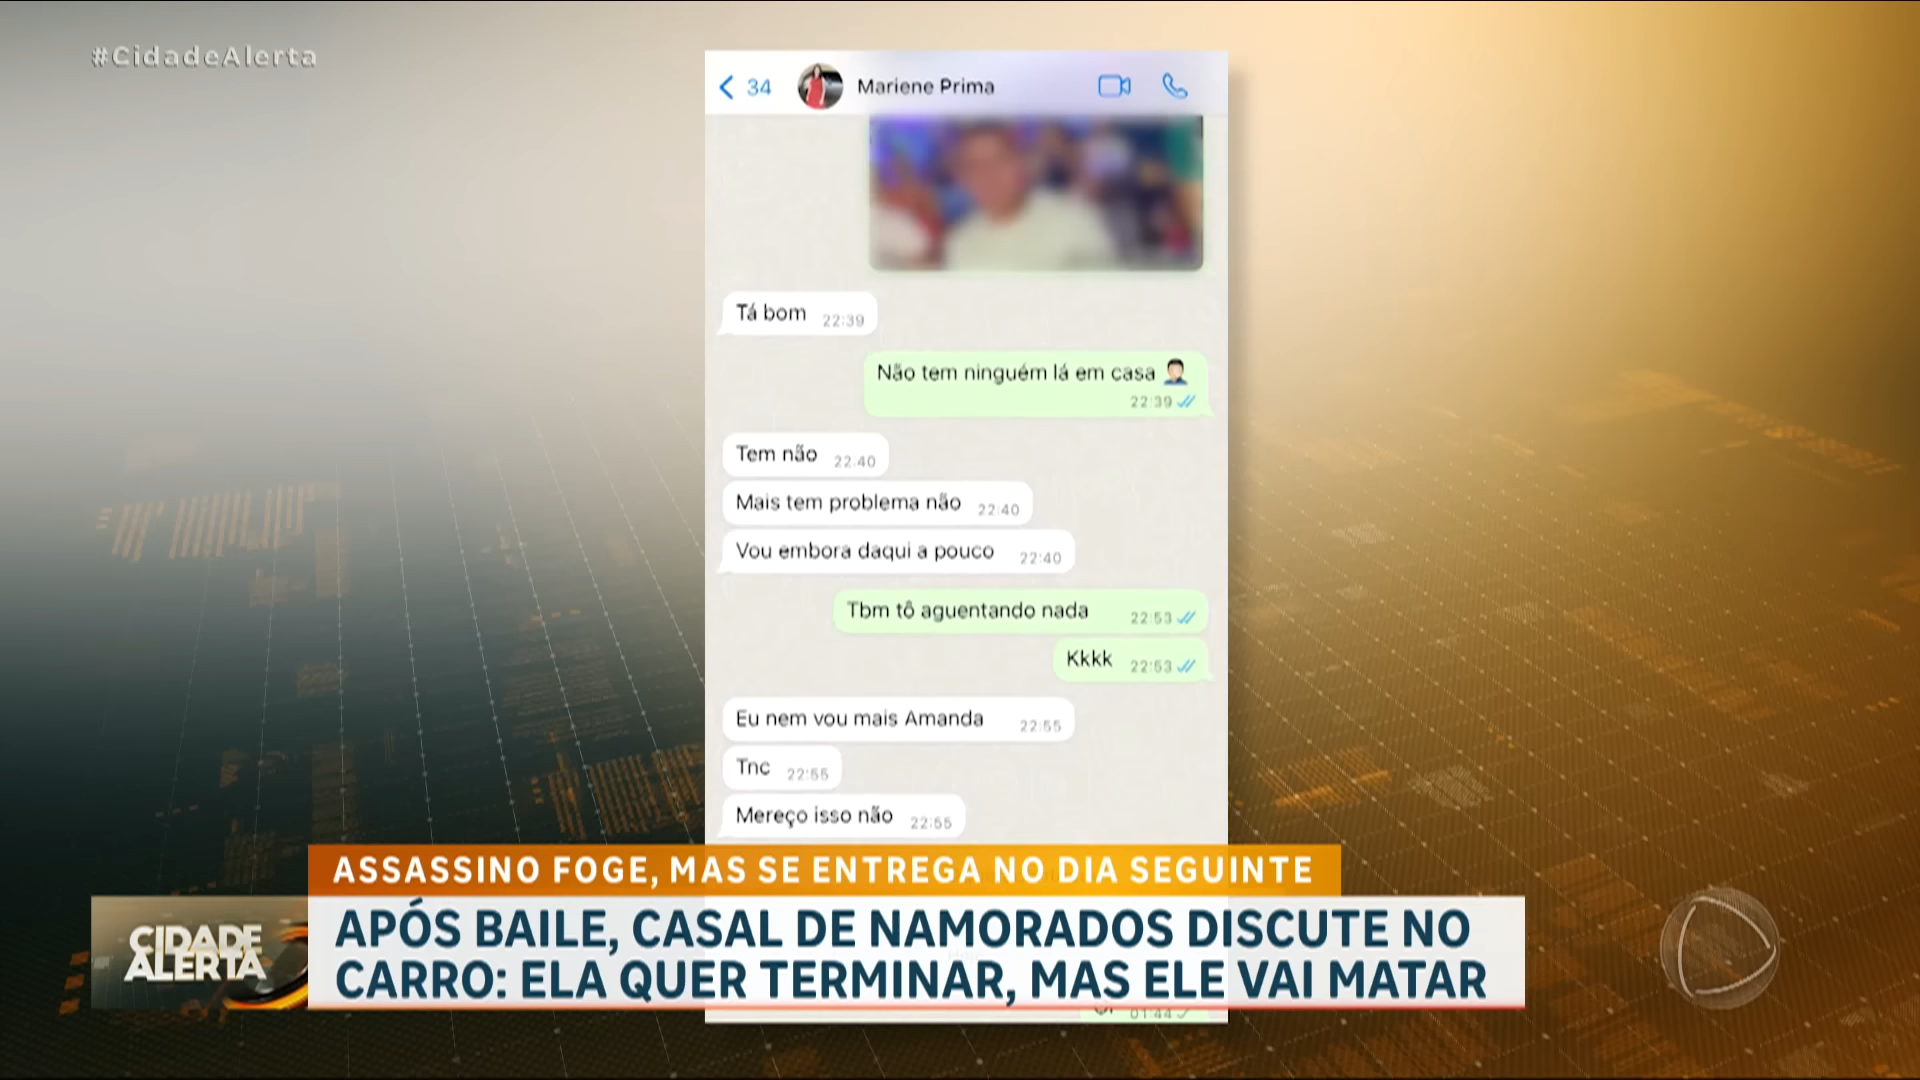 #CidadeAlerta
34
Mariene Prima
Tá bom 22:39
Não tem ninguém lá em casa
22:39
Tem não 22:40
Mais tem problema não 22:40
Vou embora daqui a pouco 22:40
Tbm tô aguentando nada 22:53
Kkkk 22:53
Eu nem vou mais Amanda 22:55
Tnc 22:55
Mereço isso não 22:55
ASSASSINO FOGE, MAS SE ENTREGA NO DIA SEGUINTE
CIDADE
ALERTA
APÓS BAILE, CASAL DE NAMORADOS DISCUTE NO
CARRO: ELA QUER TERMINAR, MAS ELE VAI MATAR
01:44